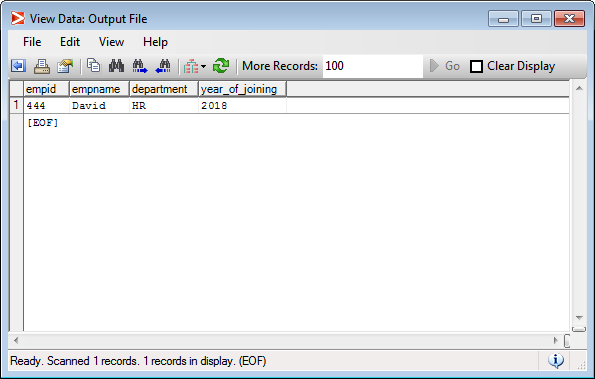 View Data: Output File
File Edit View Help
More Records: 100 Go Clear Display
empid empname department year_of_joining
1 444 David HR 2018
[EOF]
Ready. Scanned 1 records. 1 records in display. (EOF)